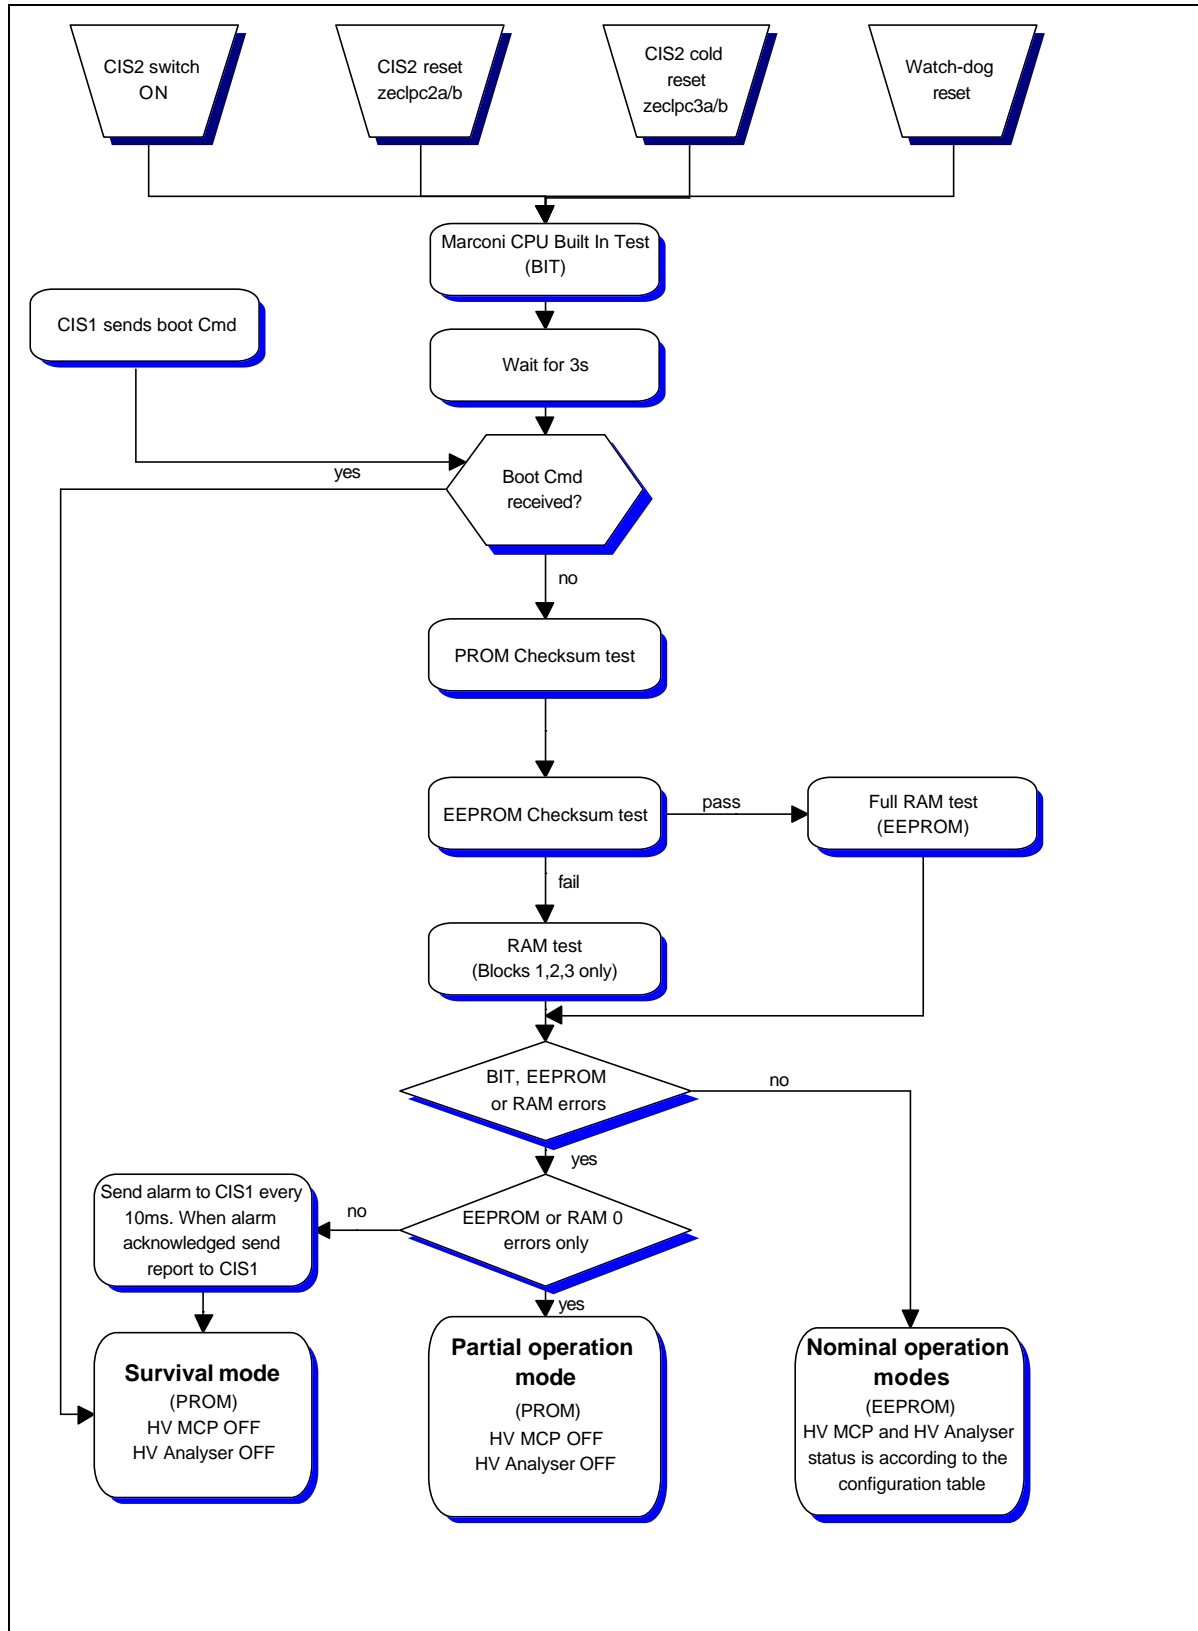 CIS2 switch
ON
CIS2 reset
zeclpc2a/b
CIS2 cold
reset
zeclpc3a/b
Watch-dog
reset
Marconi CPU Built In Test
(BIT)
CIS1 sends boot Cmd
Wait for 3s
Boot Cmd
received?
yes
no
PROM Checksum test
EEPROM Checksum test
pass
Full RAM test
(EEPROM)
fail
RAM test
(Blocks 1,2,3 only)
BIT, EEPROM
or RAM errors
no
yes
Send alarm to CIS1 every
10ms. When alarm
acknowledged send
report to CIS1
no
EEPROM or RAM 0
errors only
yes
Survival mode
(PROM)
HV MCP OFF
HV Analyser OFF
Partial operation
mode
(PROM)
HV MCP OFF
HV Analyser OFF
Nominal operation
modes
(EEPROM)
HV MCP and HV Analyser
status is according to the
configuration table